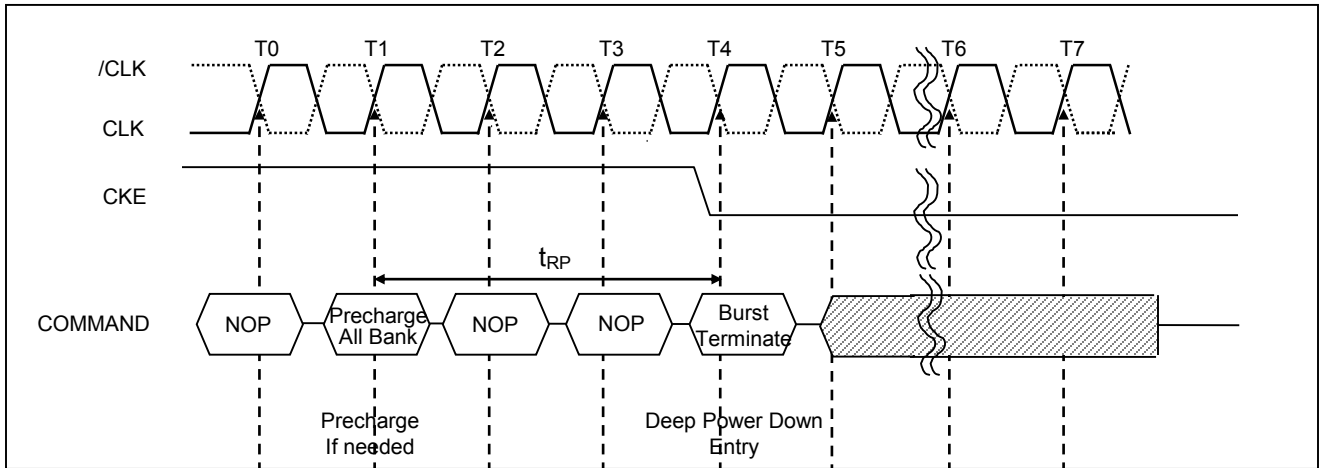 T0 T1 T2 T3 T4 T5 T6 T7
/CLK
CLK
CKE
tRP
COMMAND
NOP
Precharge
All Bank
NOP
NOP
Burst
Terminate
Precharge
If needed
Deep Power Down
Entry